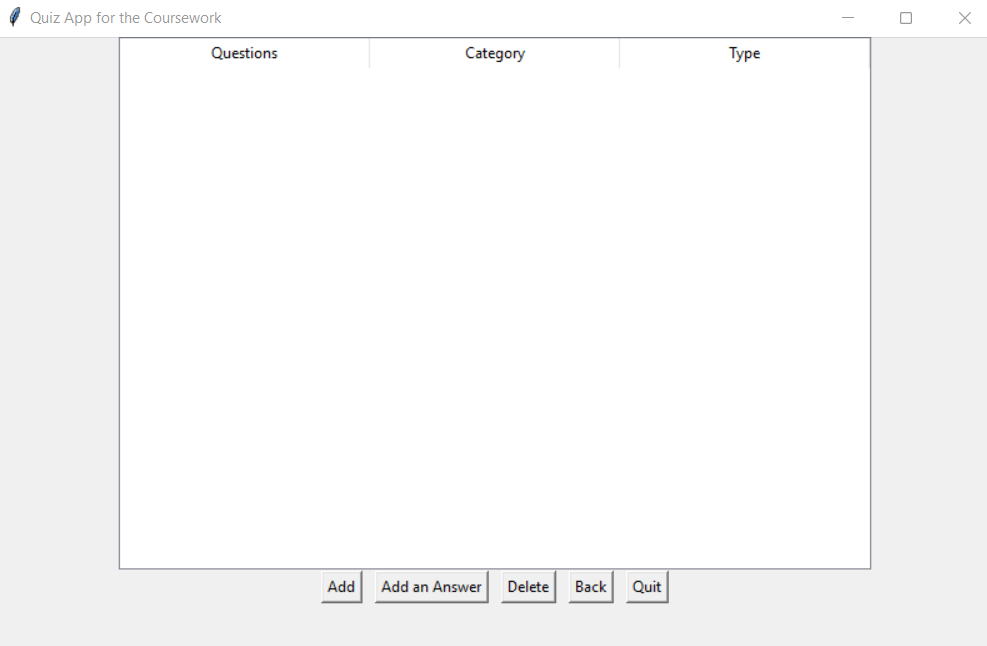 Quiz App for the Coursework
Questions Category Type
Add Add an Answer Delete Back Quit